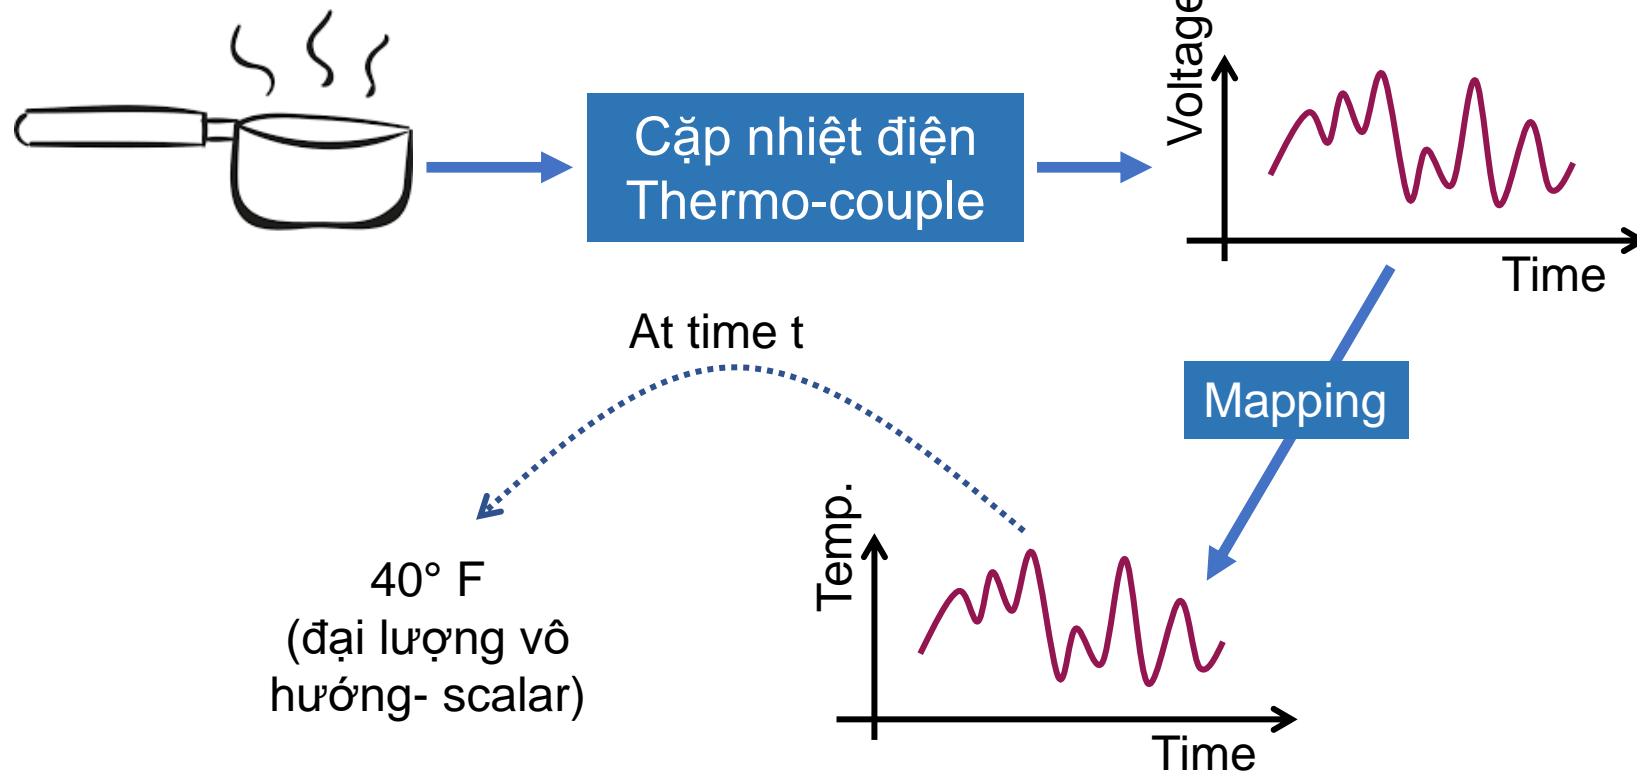 Voltage
Cặp nhiệt điện
Thermo-couple
Time
At time t
Mapping
Temp.
40° F
(đại lượng vô
hướng- scalar)
Time